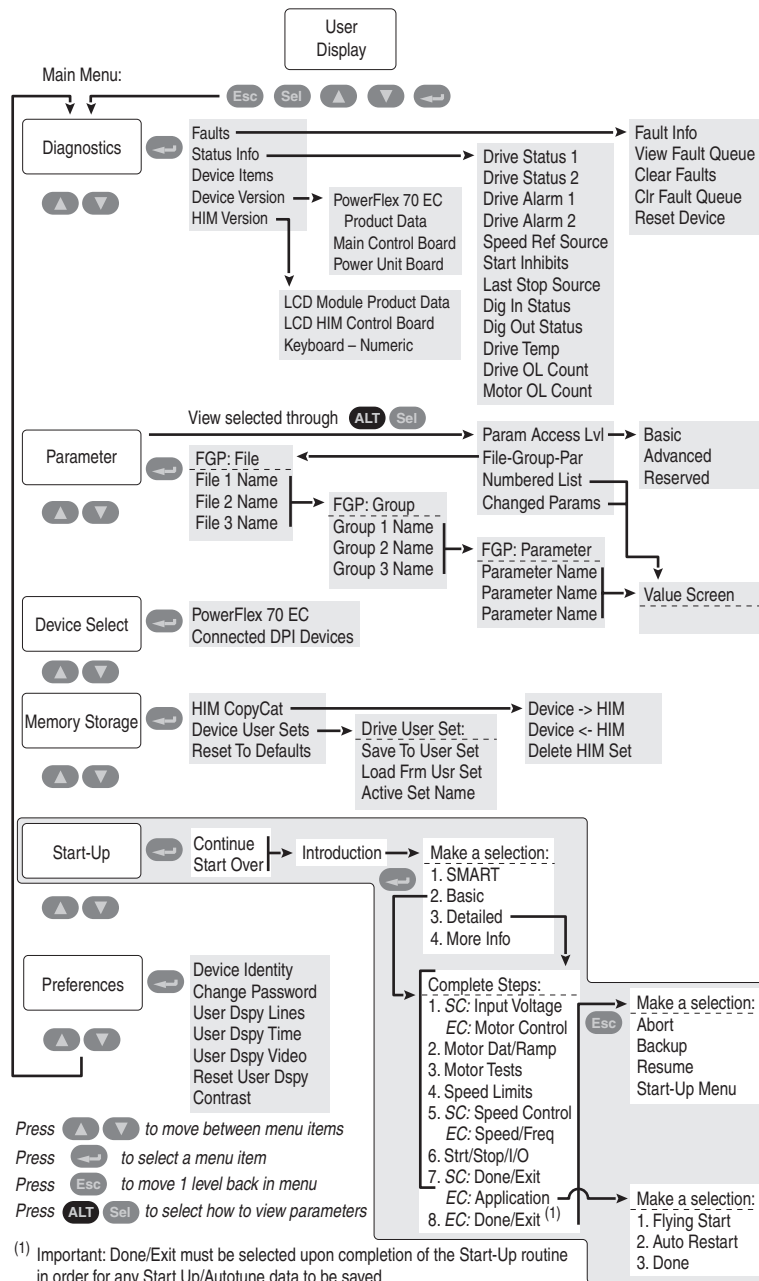 User
Display
Main Menu:
Esc Sel
Diagnostics
Faults
Status Info
Device Items
Device Version
HIM Version
PowerFlex 70 EC
Product Data
Main Control Board
Power Unit Board
LCD Module Product Data
LCD HIM Control Board
Keyboard – Numeric
Drive Status 1
Drive Status 2
Drive Alarm 1
Drive Alarm 2
Speed Ref Source
Start Inhibits
Last Stop Source
Dig In Status
Dig Out Status
Drive Temp
Drive OL Count
Motor OL Count
Fault Info
View Fault Queue
Clear Faults
Clr Fault Queue
Reset Device
View selected through ALT Sel
Parameter
FGP: File
File 1 Name
File 2 Name
File 3 Name
FGP: Group
Group 1 Name
Group 2 Name
Group 3 Name
FGP: Parameter
Parameter Name
Parameter Name
Parameter Name
Param Access Lvl
File-Group-Par
Numbered List
Changed Params
Basic
Advanced
Reserved
Value Screen
Device Select
PowerFlex 70 EC
Connected DPI Devices
Memory Storage
HIM CopyCat
Device User Sets
Reset To Defaults
Drive User Set:
Save To User Set
Load Frm Usr Set
Active Set Name
Device -> HIM
Device <- HIM
Delete HIM Set
Start-Up
Continue
Start Over
Introduction
Make a selection:
1. SMART
2. Basic
3. Detailed
4. More Info
Complete Steps:
1. SC: Input Voltage
EC: Motor Control
2. Motor Dat/Ramp
3. Motor Tests
4. Speed Limits
5. SC: Speed Control
EC: Speed/Freq
6. Strt/Stop/I/O
7. SC: Done/Exit
EC: Application
8. EC: Done/Exit (1)
Esc
Make a selection:
Abort
Backup
Resume
Start-Up Menu
Make a selection:
1. Flying Start
2. Auto Restart
3. Done
Preferences
Device Identity
Change Password
User Dspy Lines
User Dspy Time
User Dspy Video
Reset User Dspy
Contrast
Press to move between menu items
Press to select a menu item
Press Esc to move 1 level back in menu
Press ALT Sel to select how to view parameters
(1) Important: Done/Exit must be selected upon completion of the Start-Up routine
in order for any Start Up/Autotune data to be saved